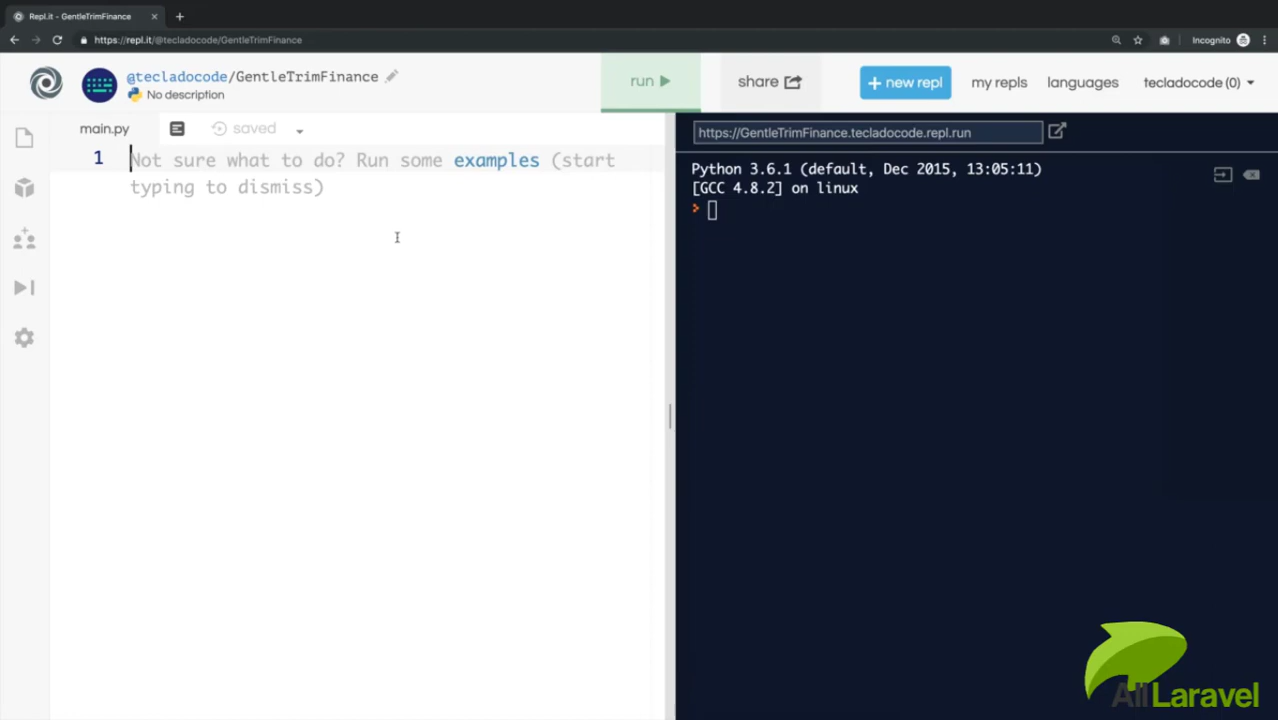 Repl.it - GentleTrimFinance
https://repl.it/@tecladocode/GentleTrimFinance
Incognito
@tecladocode/GentleTrimFinance
No description
run
share
+ new repl
my repls
languages
tecladocode (0)
main.py
saved
https://GentleTrimFinance.tecladocode.repl.run
1
Not sure what to do? Run some examples (start
typing to dismiss)
Python 3.6.1 (default, Dec 2015, 13:05:11)
[GCC 4.8.2] on linux
>
AllLaravel